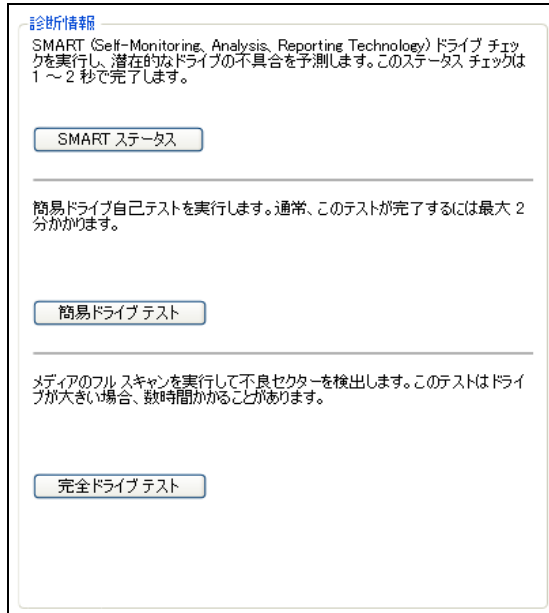 診断情報
SMART (Self-Monitoring、Analysis、Reporting Technology) ドライブ チェッ
クを実行し、潜在的なドライブの不具合を予測します。このステータス チェックは
1 ~ 2 秒で完了します。
SMART ステータス
簡易ドライブ自己テストを実行します。通常、このテストが完了するには最大 2
分かかります。
簡易ドライブ テスト
メディアのフル スキャンを実行して不良セクターを検出します。このテストはドライ
ブが大きい場合、数時間かかることがあります。
完全ドライブ テスト